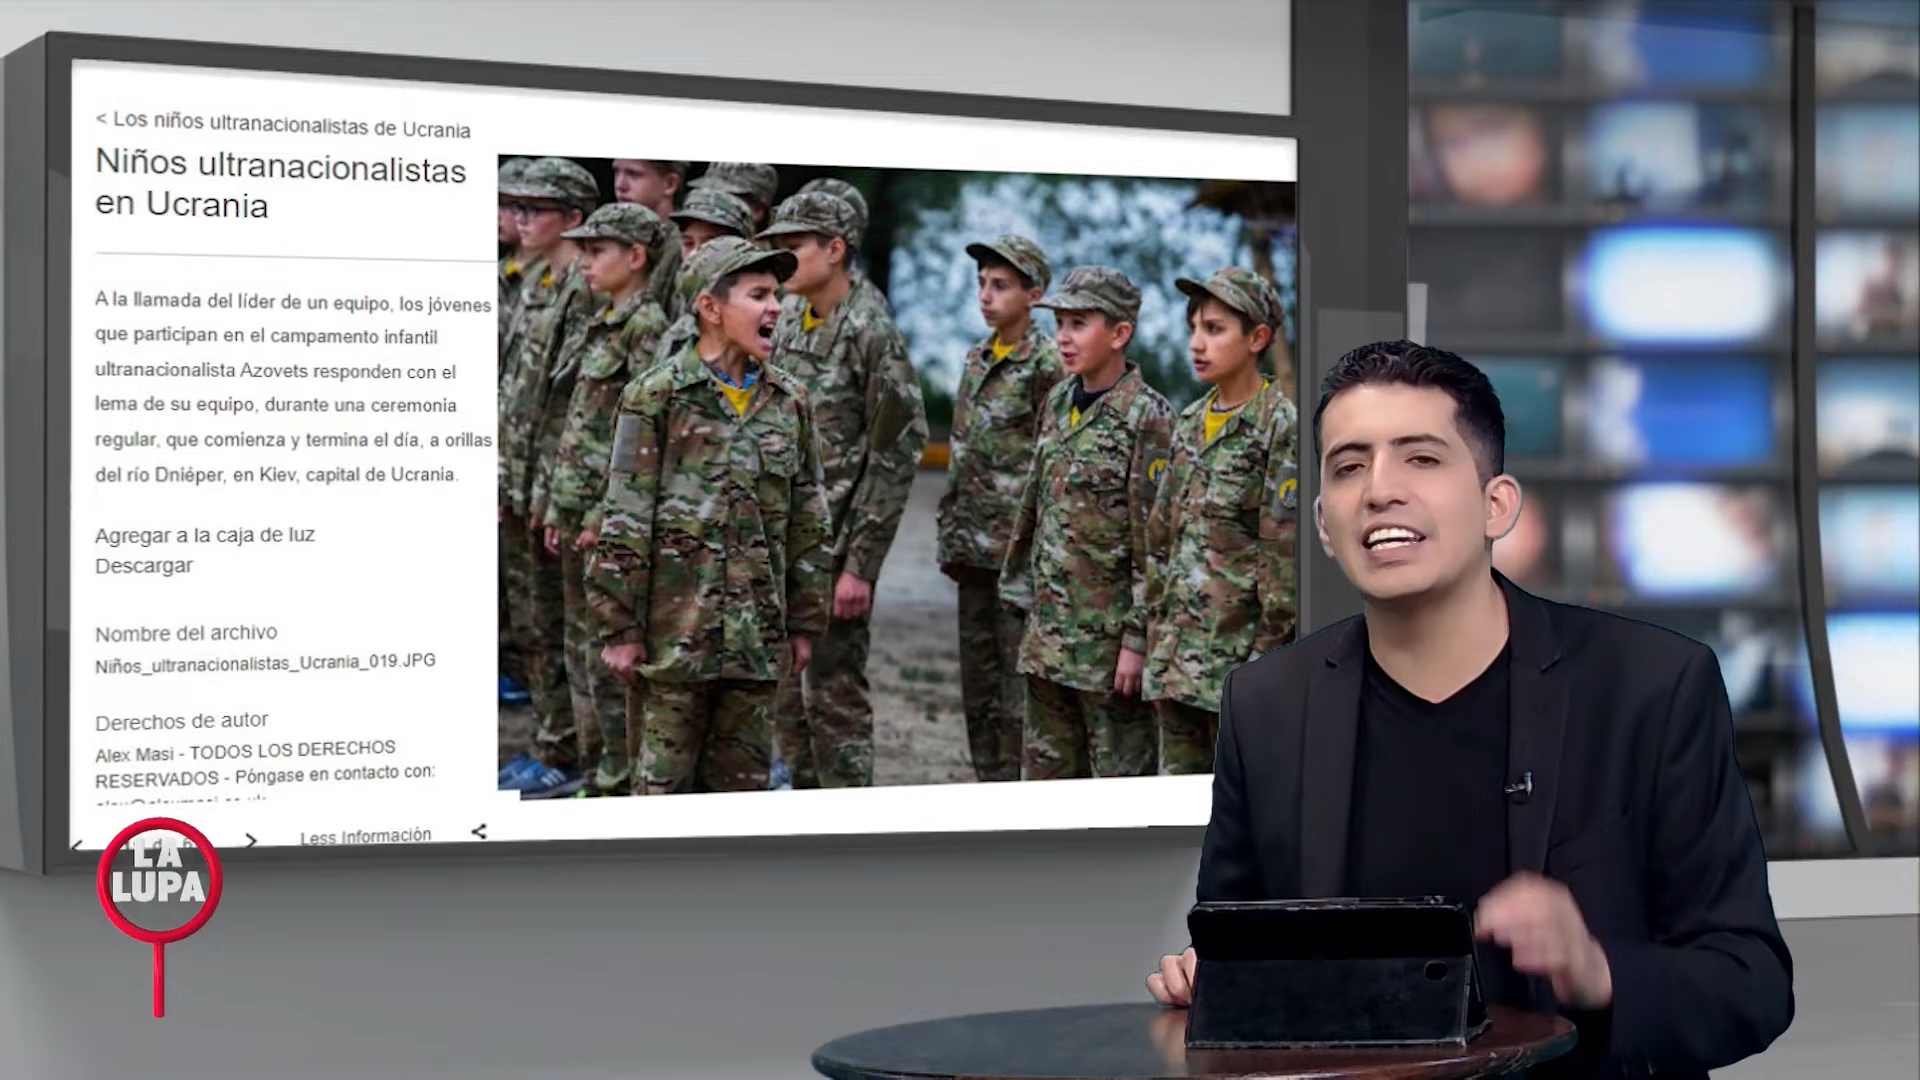 < Los niños ultranacionalistas de Ucrania
Niños ultranacionalistas
en Ucrania
A la llamada del líder de un equipo, los jóvenes
que participan en el campamento infantil
ultranacionalista Azovets responden con el
lema de su equipo, durante una ceremonia
regular, que comienza y termina el día, a orillas
del río Dniéper, en Kiev, capital de Ucrania.
Agregar a la caja de luz
Descargar
Nombre del archivo
Niños_ultranacionalistas_Ucrania_019.JPG
Derechos de autor
Alex Masi - TODOS LOS DERECHOS
RESERVADOS - Póngase en contacto con:
Less Información
LA
LUPA